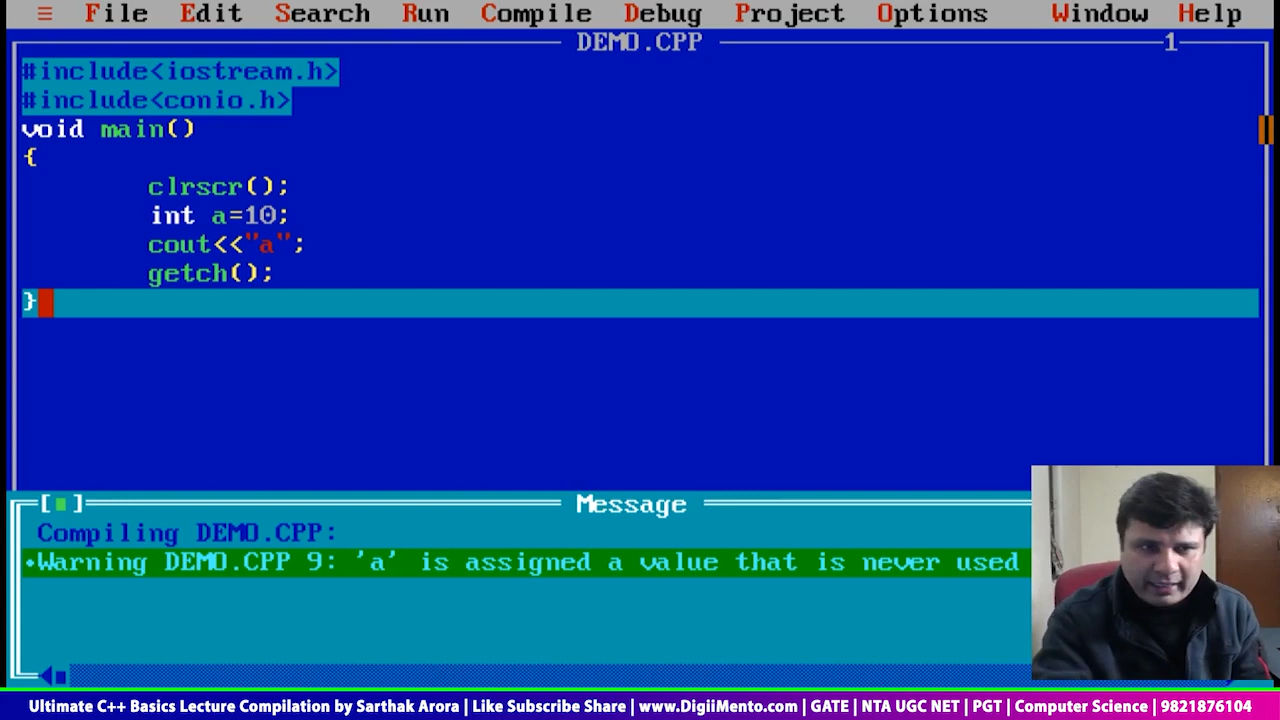 ≡ File Edit Search Run Compile Debug Project Options Window Help
DEMO.CPP 1
#include<iostream.h>
#include<conio.h>
void main()
{
clrscr();
int a=10;
cout<<"a";
getch();
}
[■] Message
Compiling DEMO.CPP:
•Warning DEMO.CPP 9: 'a' is assigned a value that is never used
Ultimate C++ Basics Lecture Compilation by Sarthak Arora | Like Subscribe Share | www.DigiiMento.com | GATE | NTA UGC NET | PGT | Computer Science | 9821876104